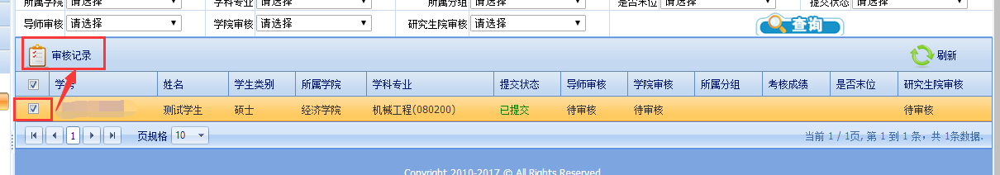 所属学院 请选择 学科专业 请选择 所属分组 请选择 是否末位 请选择 提交状态 请选择
导师审核 请选择 学院审核 请选择 研究生院审核 请选择 查询
审核记录 刷新
学号 姓名 学生类别 所属学院 学科专业 提交状态 导师审核 学院审核 所属分组 考核成绩 是否末位 研究生院审核
测试学生 硕士 经济学院 机械工程(080200) 已提交 待审核 待审核 待审核
1 页规格 10 当前 1 / 1页, 第 1 到 1 条，共 1条数据.
Copyright 2010-2017 © All Rights Reserved